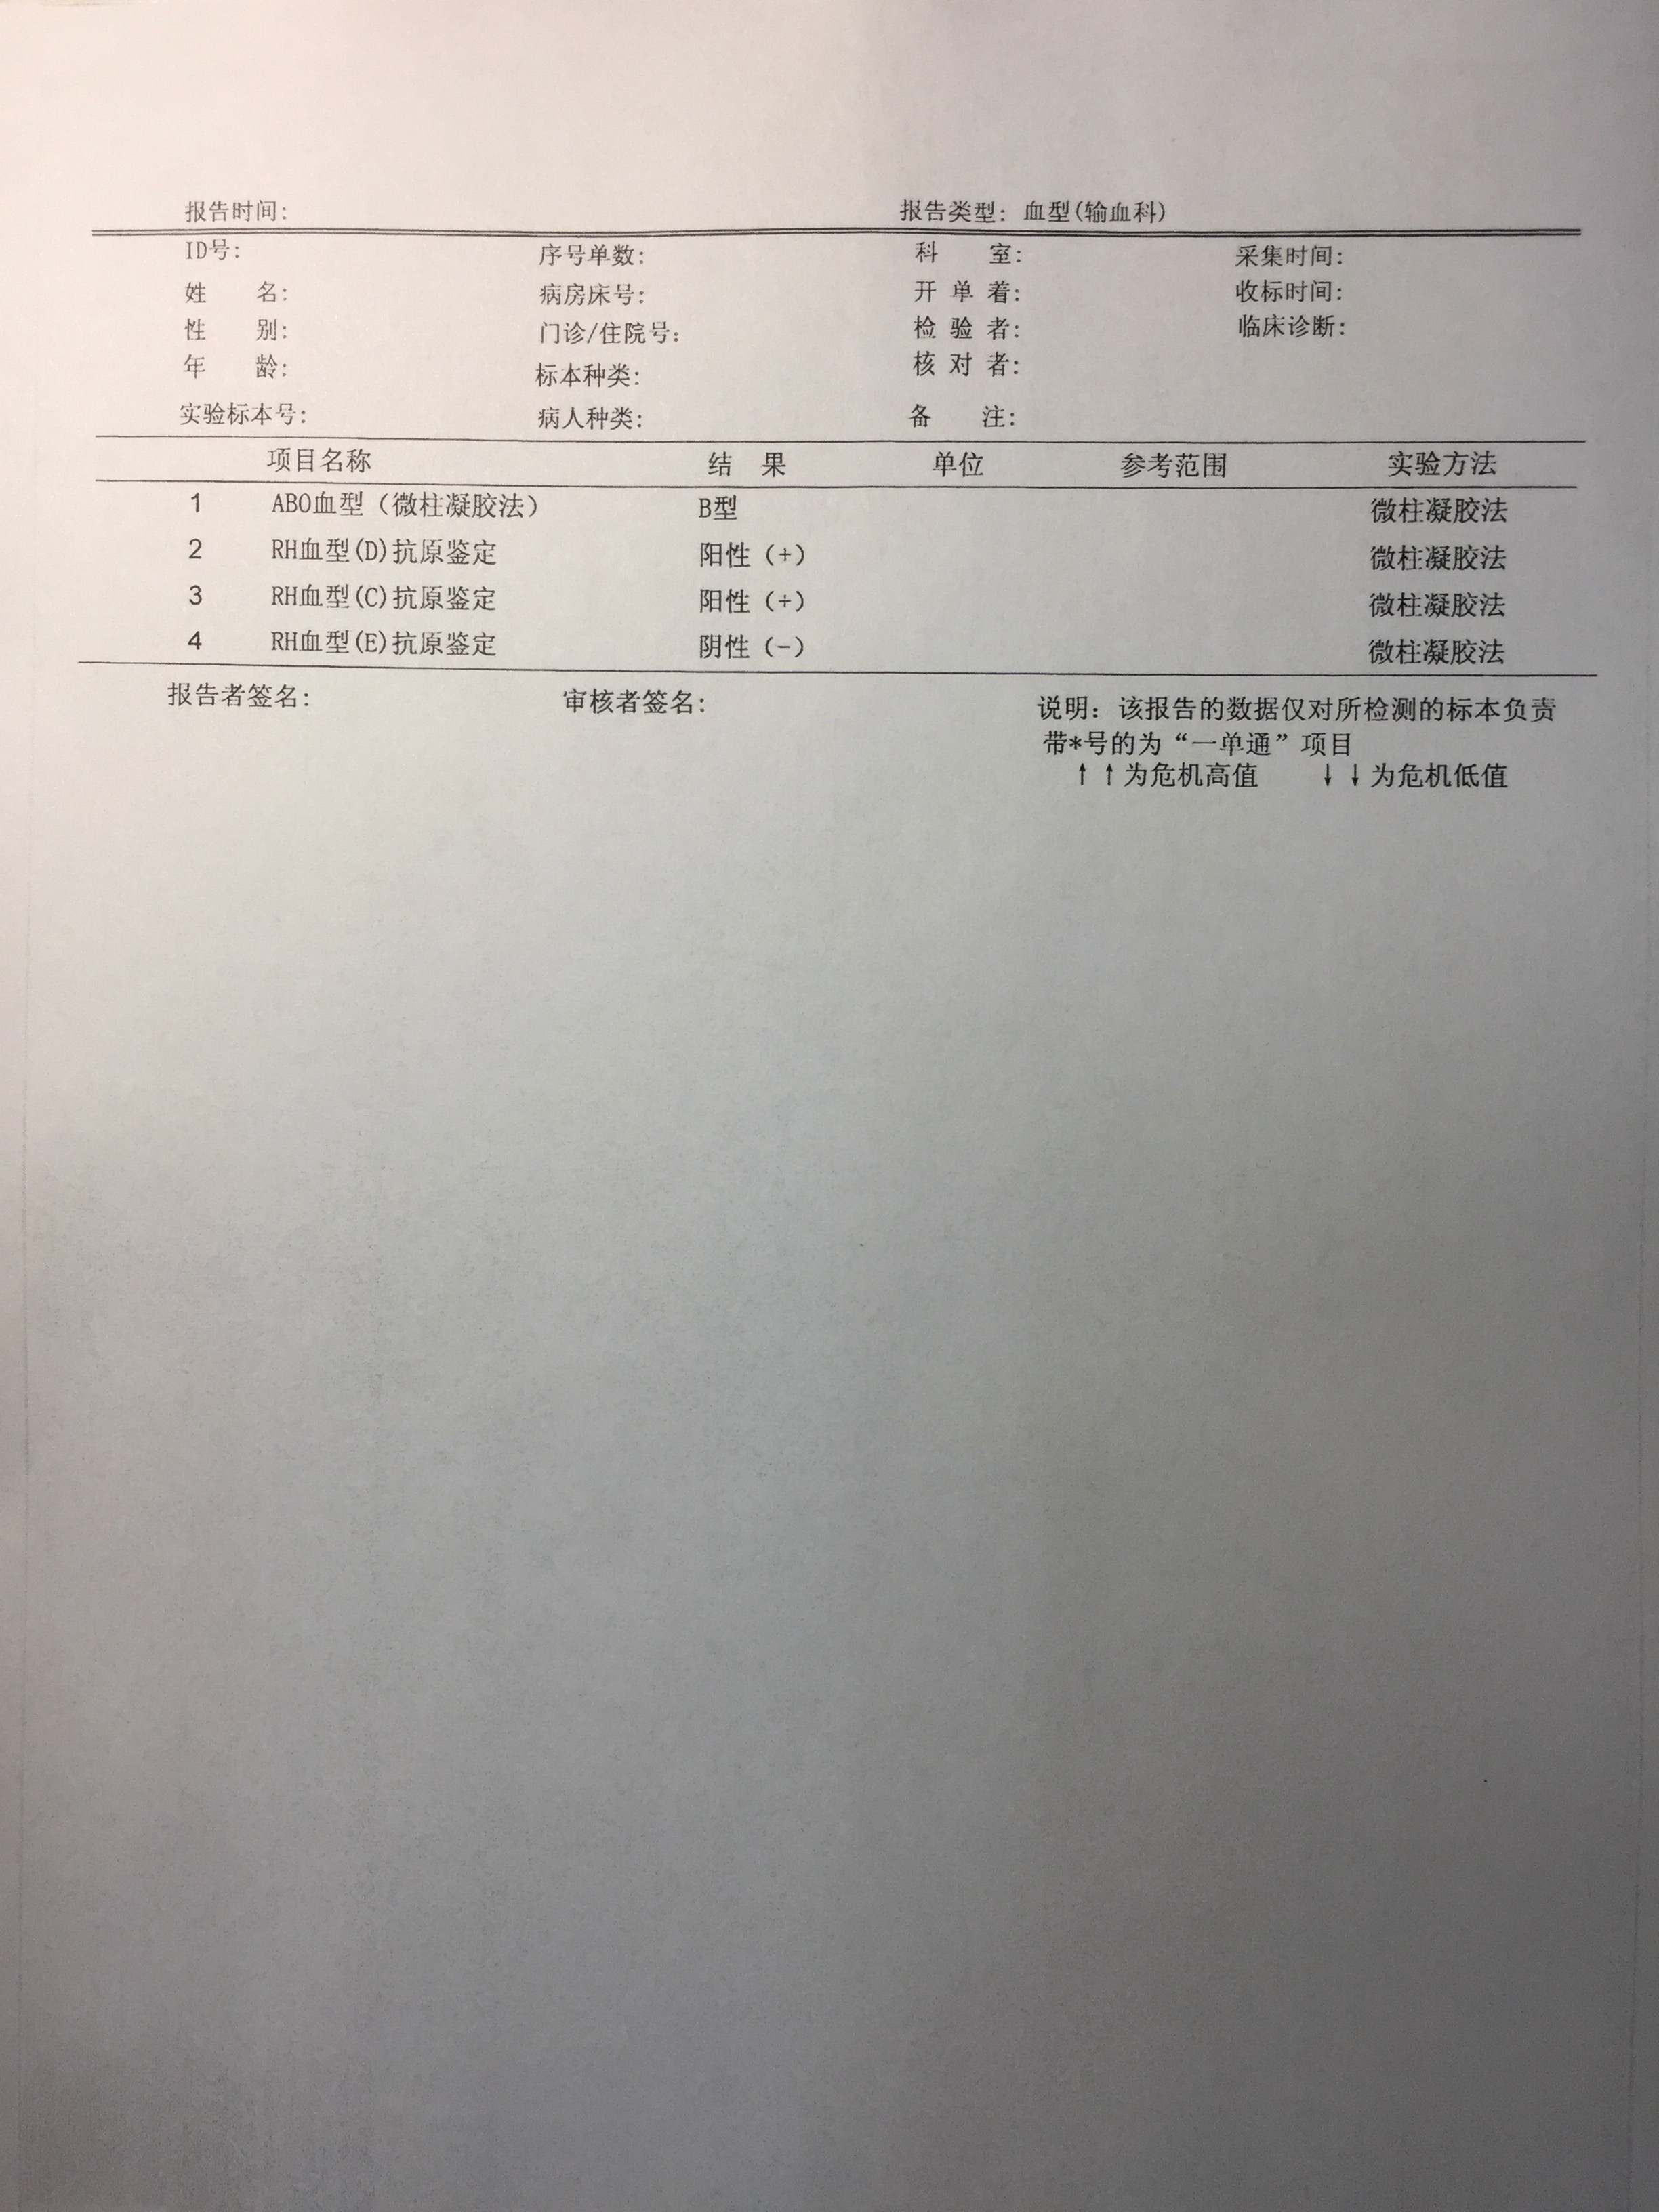 报告时间: 报告类型: 血型(输血科)
ID号: 序号单数: 科 室: 采集时间:
姓 名: 病房床号: 开 单 着: 收标时间:
性 别: 门诊/住院号: 检 验 者: 临床诊断:
年 龄: 标本种类: 核 对 者:
实验标本号: 病人种类: 备 注:
项目名称 结 果 单位 参考范围 实验方法
1 ABO血型（微柱凝胶法） B型 微柱凝胶法
2 RH血型(D)抗原鉴定 阳性（+） 微柱凝胶法
3 RH血型(C)抗原鉴定 阳性（+） 微柱凝胶法
4 RH血型(E)抗原鉴定 阴性（-） 微柱凝胶法
报告者签名: 审核者签名: 说明: 该报告的数据仅对所检测的标本负责
带*号的为“一单通”项目
↑↑为危机高值 ↓↓为危机低值